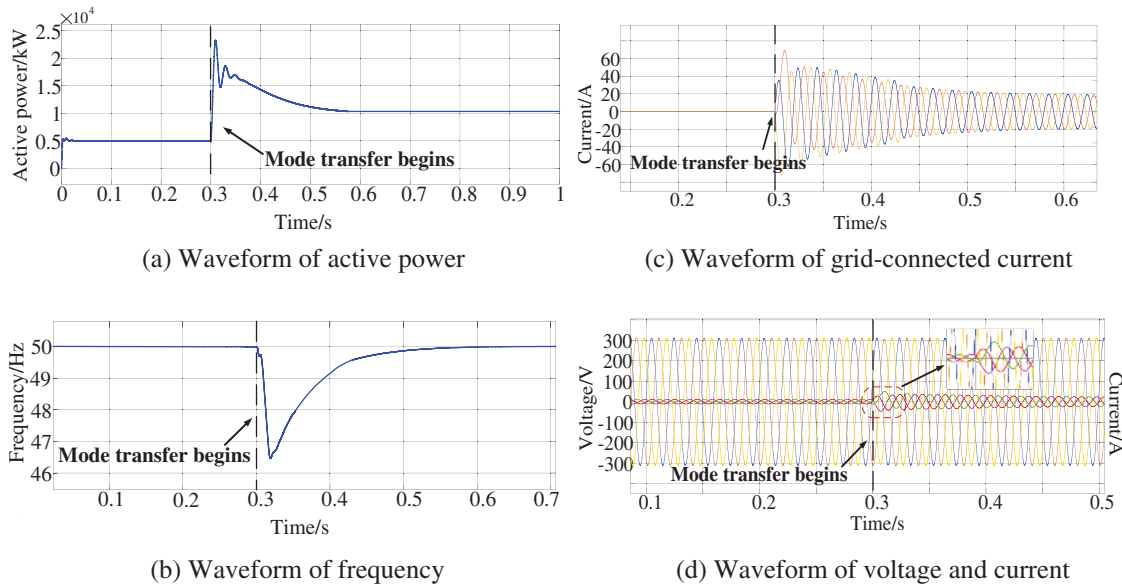 ×10⁴
Active power/kW
2.5
2
1.5
1
0.5
0
0 0.1 0.2 0.3 0.4 0.5 0.6 0.7 0.8 0.9 1
Mode transfer begins
Time/s
(a) Waveform of active power
Current/A
60
40
20
0
-20
-40
-60
0.2 0.3 0.4 0.5 0.6
Mode transfer begins
Time/s
(c) Waveform of grid-connected current
Frequency/Hz
50
49
48
47
46
0.1 0.2 0.3 0.4 0.5 0.6 0.7
Mode transfer begins
Time/s
(b) Waveform of frequency
Voltage/V
300
200
100
0
-100
-200
-300
0.1 0.2 0.3 0.4 0.5
Mode transfer begins
Current/A
Time/s
(d) Waveform of voltage and current